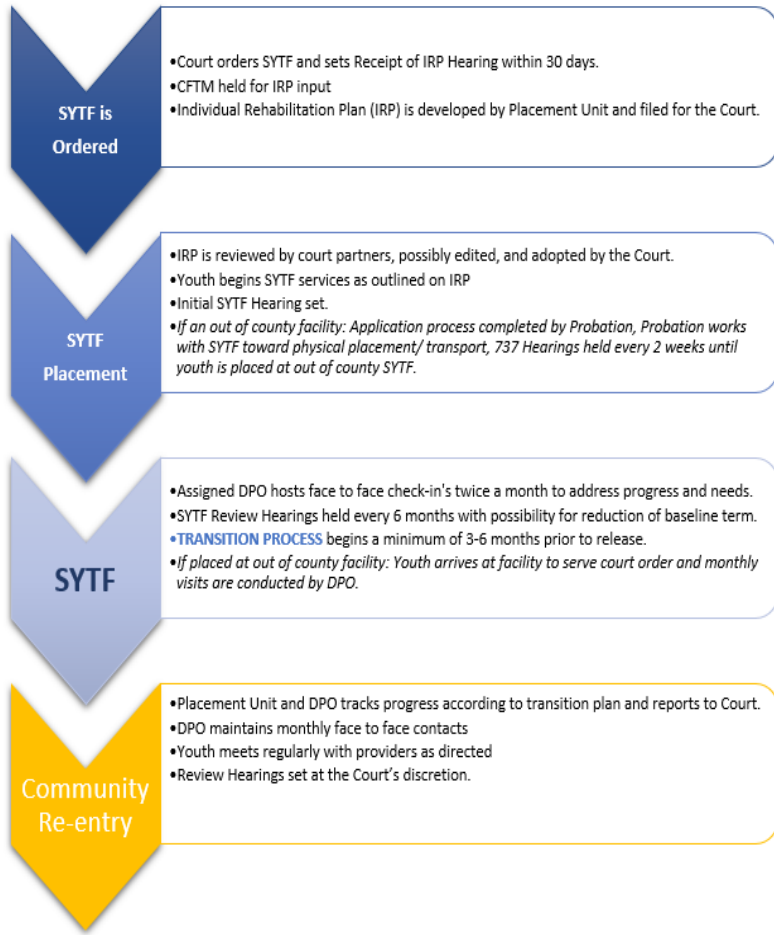 SYTF is
Ordered
•Court orders SYTF and sets Receipt of IRP Hearing within 30 days.
•CFTM held for IRP input
•Individual Rehabilitation Plan (IRP) is developed by Placement Unit and filed for the Court.
SYTF
Placement
•IRP is reviewed by court partners, possibly edited, and adopted by the Court.
•Youth begins SYTF services as outlined on IRP
•Initial SYTF Hearing set.
•If an out of county facility: Application process completed by Probation, Probation works
with SYTF toward physical placement/ transport, 737 Hearings held every 2 weeks until
youth is placed at out of county SYTF.
SYTF
•Assigned DPO hosts face to face check-in's twice a month to address progress and needs.
•SYTF Review Hearings held every 6 months with possibility for reduction of baseline term.
•TRANSITION PROCESS begins a minimum of 3-6 months prior to release.
•If placed at out of county facility: Youth arrives at facility to serve court order and monthly
visits are conducted by DPO.
Community
Re-entry
•Placement Unit and DPO tracks progress according to transition plan and reports to Court.
•DPO maintains monthly face to face contacts
•Youth meets regularly with providers as directed
•Review Hearings set at the Court’s discretion.